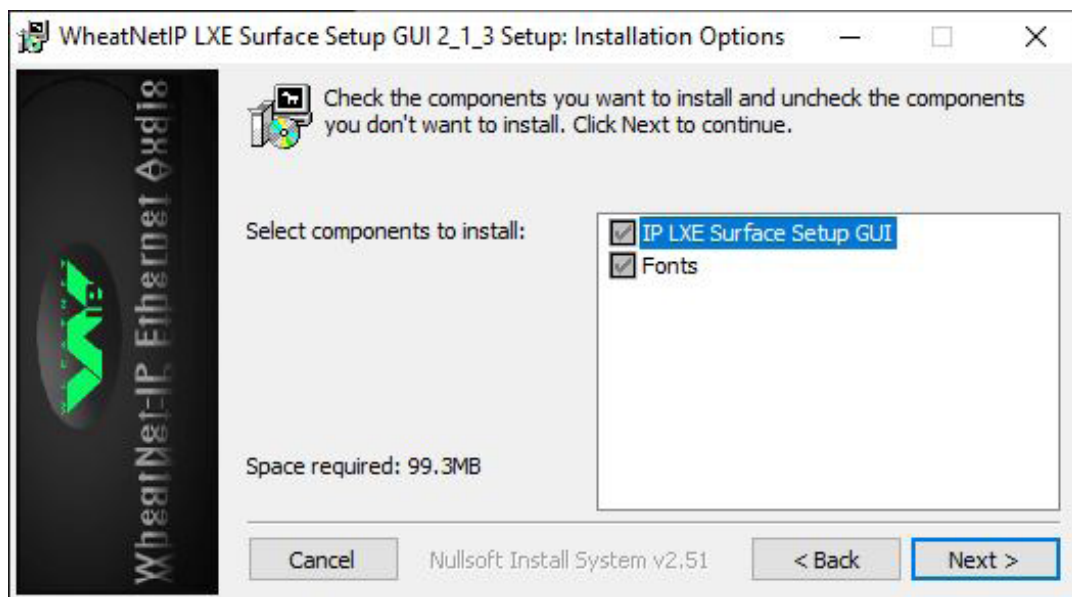 WheatNetIP LXE Surface Setup GUI 2_1_3 Setup: Installation Options
WheatNet-IP Ethernet Audio
WHEATNET
IP
Check the components you want to install and uncheck the components
you don't want to install. Click Next to continue.
Select components to install:
IP LXE Surface Setup GUI
Fonts
Space required: 99.3MB
Cancel
Nullsoft Install System v2.51
< Back
Next >